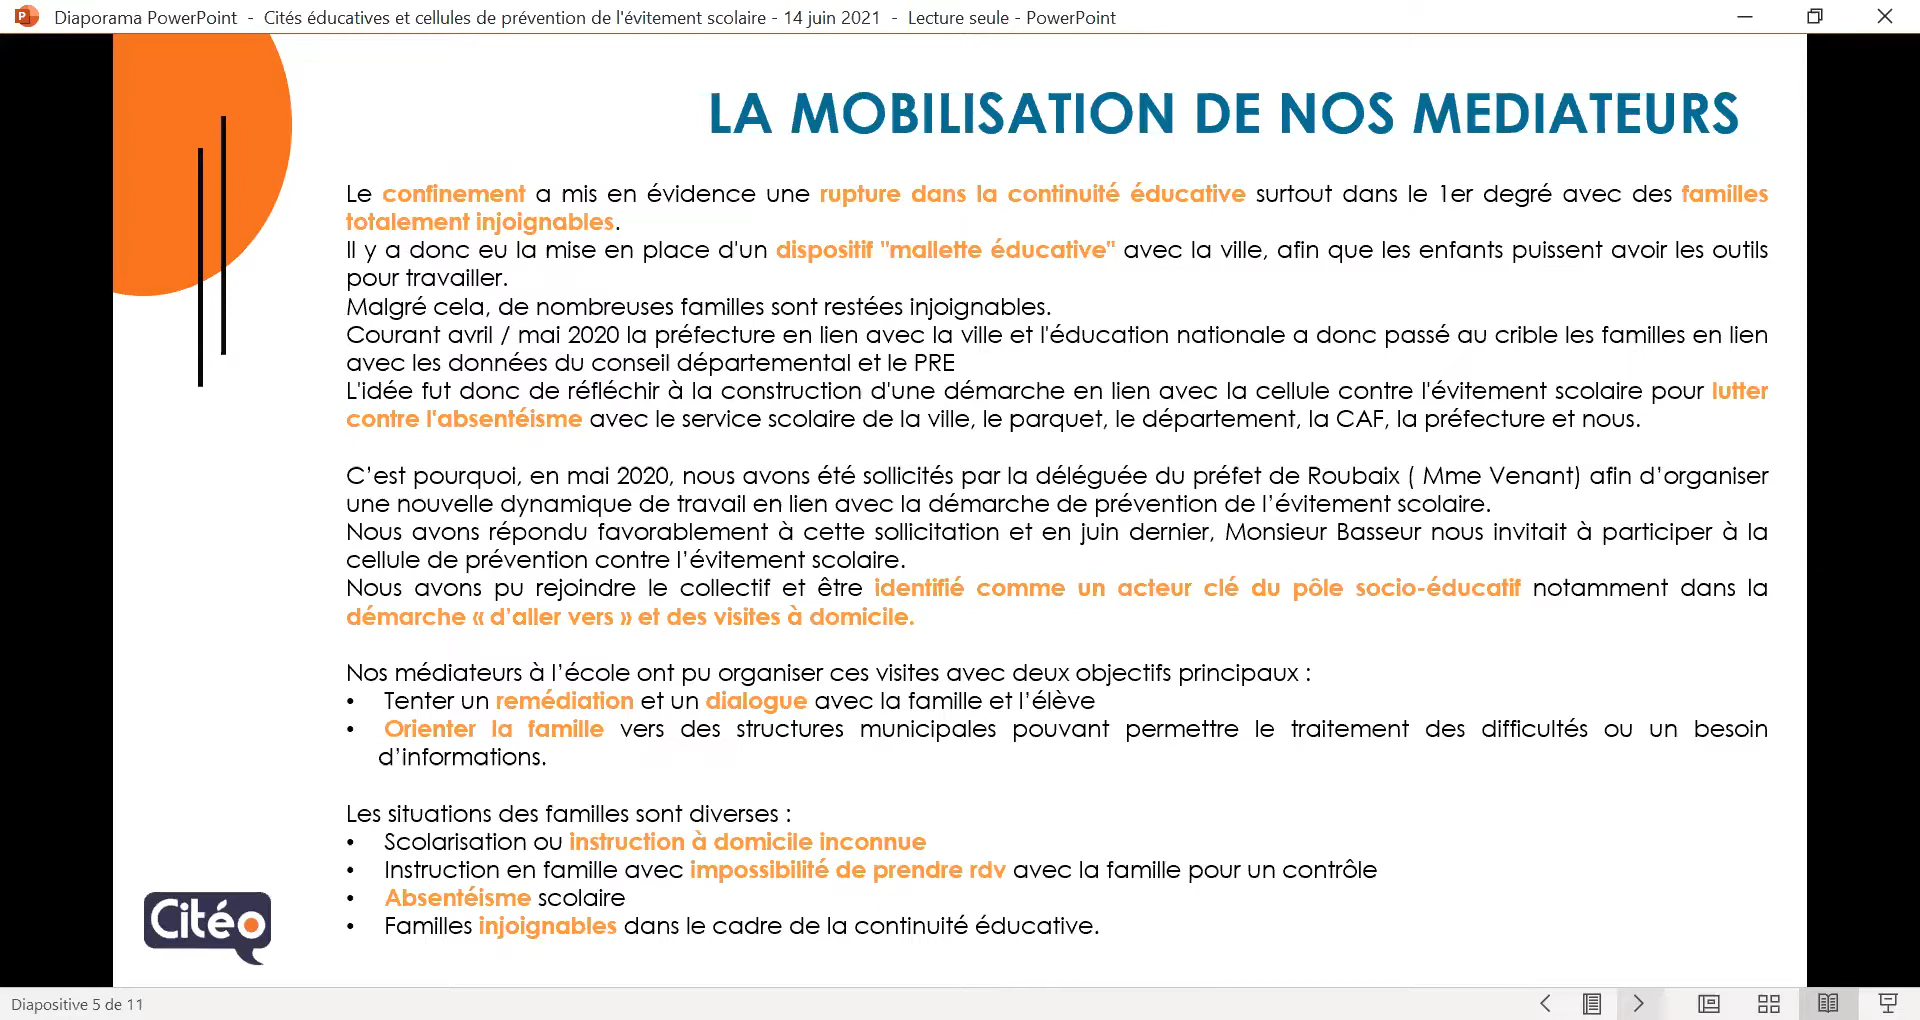 Diaporama PowerPoint - Cités éducatives et cellules de prévention de l'évitement scolaire - 14 juin 2021 - Lecture seule - PowerPoint
LA MOBILISATION DE NOS MEDIATEURS
Le confinement a mis en évidence une rupture dans la continuité éducative surtout dans le 1er degré avec des familles
totalement injoignables.
Il y a donc eu la mise en place d'un dispositif "mallette éducative" avec la ville, afin que les enfants puissent avoir les outils
pour travailler.
Malgré cela, de nombreuses familles sont restées injoignables.
Courant avril / mai 2020 la préfecture en lien avec la ville et l'éducation nationale a donc passé au crible les familles en lien
avec les données du conseil départemental et le PRE
L'idée fut donc de réfléchir à la construction d'une démarche en lien avec la cellule contre l'évitement scolaire pour lutter
contre l'absentéisme avec le service scolaire de la ville, le parquet, le département, la CAF, la préfecture et nous.
C’est pourquoi, en mai 2020, nous avons été sollicités par la déléguée du préfet de Roubaix ( Mme Venant) afin d’organiser
une nouvelle dynamique de travail en lien avec la démarche de prévention de l’évitement scolaire.
Nous avons répondu favorablement à cette sollicitation et en juin dernier, Monsieur Basseur nous invitait à participer à la
cellule de prévention contre l’évitement scolaire.
Nous avons pu rejoindre le collectif et être identifié comme un acteur clé du pôle socio-éducatif notamment dans la
démarche « d’aller vers » et des visites à domicile.
Nos médiateurs à l’école ont pu organiser ces visites avec deux objectifs principaux :
• Tenter un remédiation et un dialogue avec la famille et l’élève
• Orienter la famille vers des structures municipales pouvant permettre le traitement des difficultés ou un besoin
d’informations.
Les situations des familles sont diverses :
• Scolarisation ou instruction à domicile inconnue
• Instruction en famille avec impossibilité de prendre rdv avec la famille pour un contrôle
• Absentéisme scolaire
• Familles injoignables dans le cadre de la continuité éducative.
Citéo
Diapositive 5 de 11